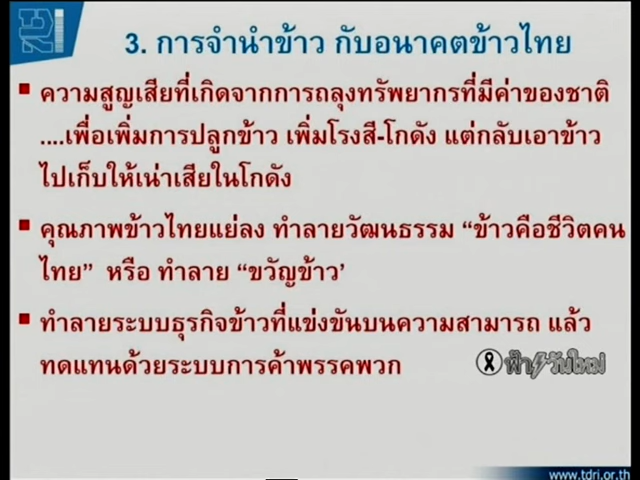 3. การจำนำข้าว กับอนาคตข้าวไทย
ความสูญเสียที่เกิดจากการถลุงทรัพยากรที่มีค่าของชาติ
....เพื่อเพิ่มการปลูกข้าว เพิ่มโรงสี-โกดัง แต่กลับเอาข้าว
ไปเก็บให้เน่าเสียในโกดัง
คุณภาพข้าวไทยแย่ลง ทำลายวัฒนธรรม “ข้าวคือชีวิตคน
ไทย” หรือ ทำลาย “ขวัญข้าว’
ทำลายระบบธุรกิจข้าวที่แข่งขันบนความสามารถ แล้ว
ทดแทนด้วยระบบการค้าพรรคพวก
ฟ้าวันใหม่
www.tdri.or.th